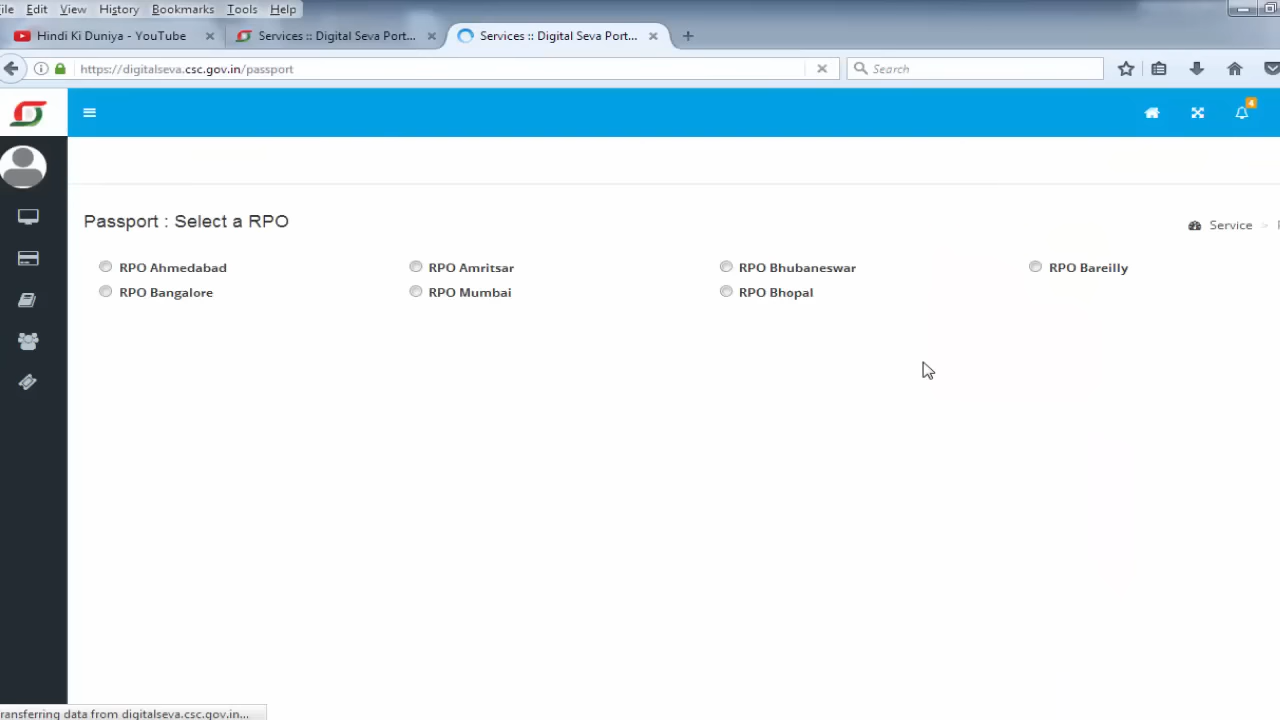 ile Edit View History Bookmarks Tools Help
Hindi Ki Duniya - YouTube × Services :: Digital Seva Port... × Services :: Digital Seva Port... × +
https://digitalseva.csc.gov.in/passport Search
4
Passport : Select a RPO
Service >
RPO Ahmedabad RPO Amritsar RPO Bhubaneswar RPO Bareilly
RPO Bangalore RPO Mumbai RPO Bhopal
ransferring data from digitalseva.csc.gov.in...